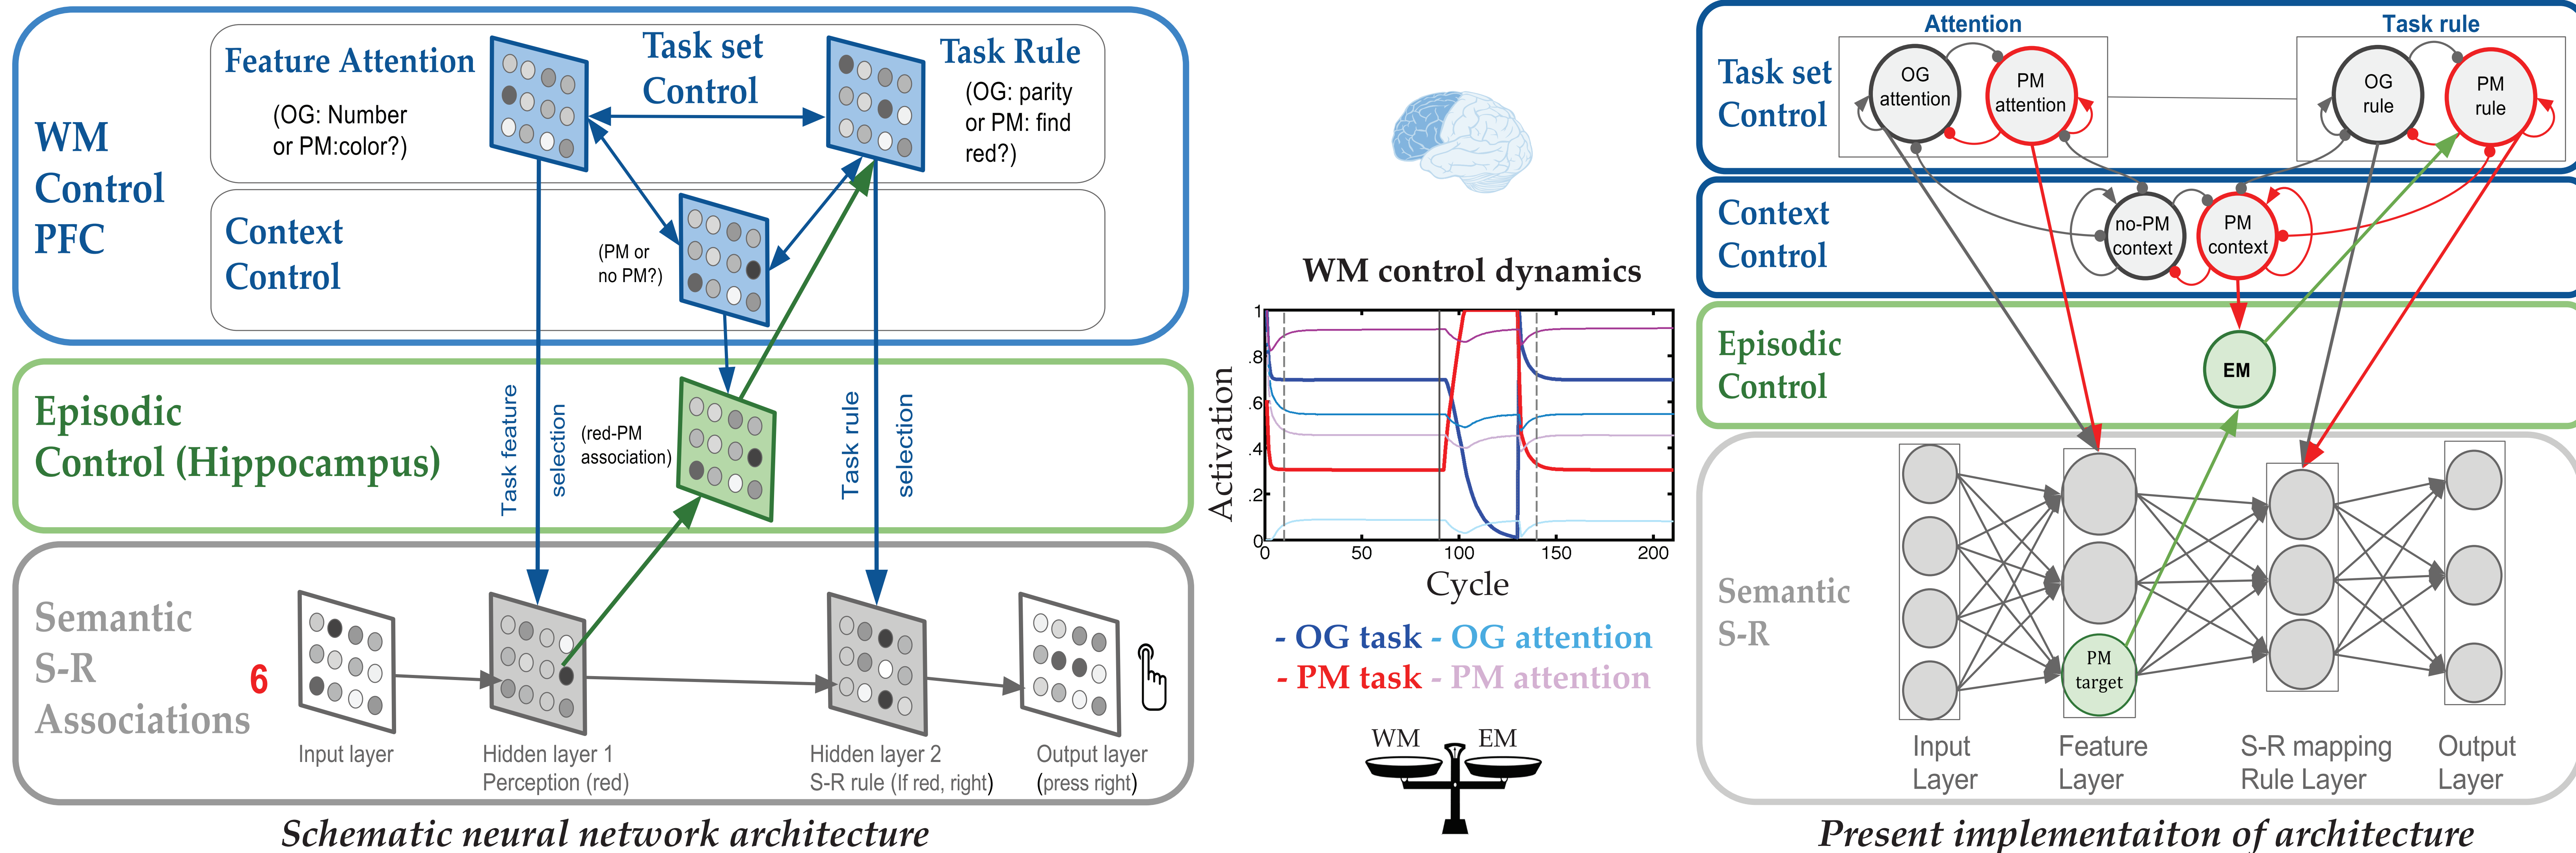 WM
Control
PFC
Feature Attention
(OG: Number
or PM:color?)
Task set
Control
Task Rule
(OG: parity
or PM: find
red?)
Context
Control
(PM or
no PM?)
Episodic
Control (Hippocampus)
Task feature
selection
(red-PM
association)
Task rule
selection
Semantic
S-R
Associations
6
Input layer
Hidden layer 1
Perception (red)
Hidden layer 2
S-R rule (If red, right)
Output layer
(press right)
Schematic neural network architecture
WM control dynamics
Activation
1
.8
.6
.4
.2
0
0 50 100 150 200
Cycle
- OG task - OG attention
- PM task - PM attention
WM EM
Attention
Task rule
Task set
Control
OG
attention
PM
attention
OG
rule
PM
rule
Context
Control
no-PM
context
PM
context
Episodic
Control
EM
Semantic
S-R
PM
target
Input
Layer
Feature
Layer
S-R mapping
Rule Layer
Output
Layer
Present implementaiton of architecture